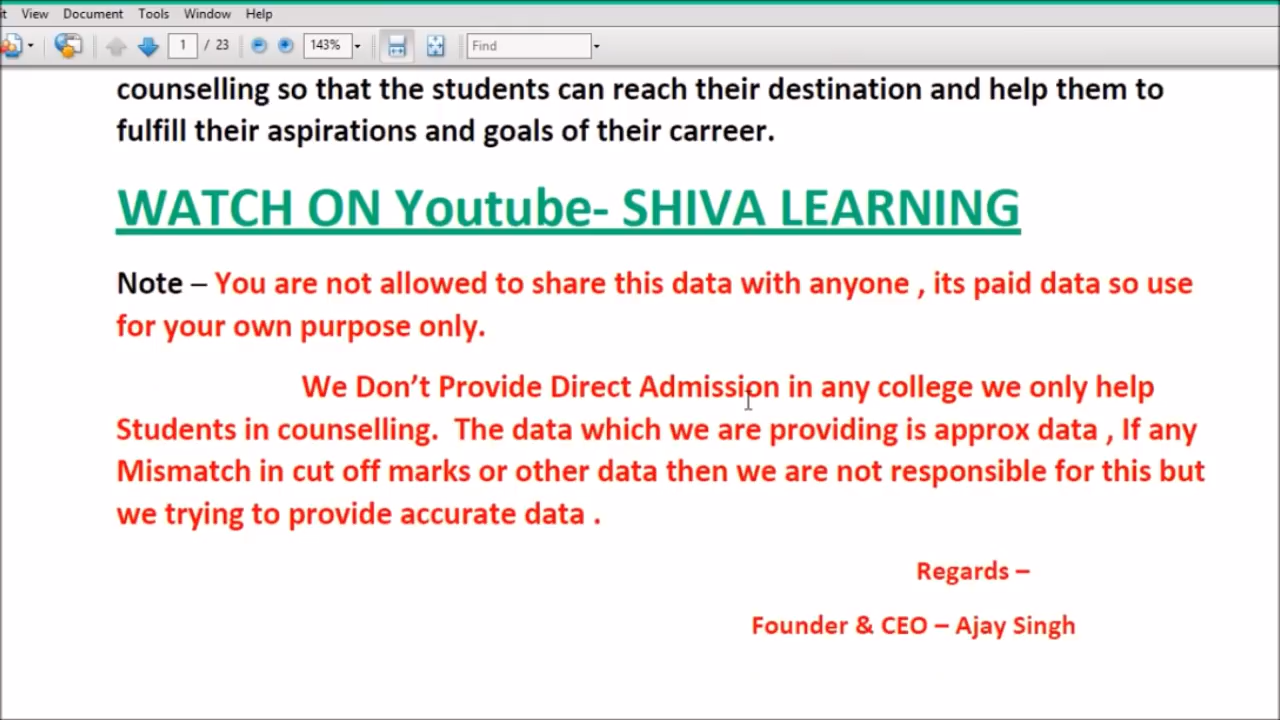 it View Document Tools Window Help
1 / 23 143% Find
counselling so that the students can reach their destination and help them to
fulfill their aspirations and goals of their carreer.
WATCH ON Youtube- SHIVA LEARNING
Note – You are not allowed to share this data with anyone , its paid data so use
for your own purpose only.
We Don’t Provide Direct Admission in any college we only help
Students in counselling.  The data which we are providing is approx data , If any
Mismatch in cut off marks or other data then we are not responsible for this but
we trying to provide accurate data .
Regards –
Founder & CEO – Ajay Singh